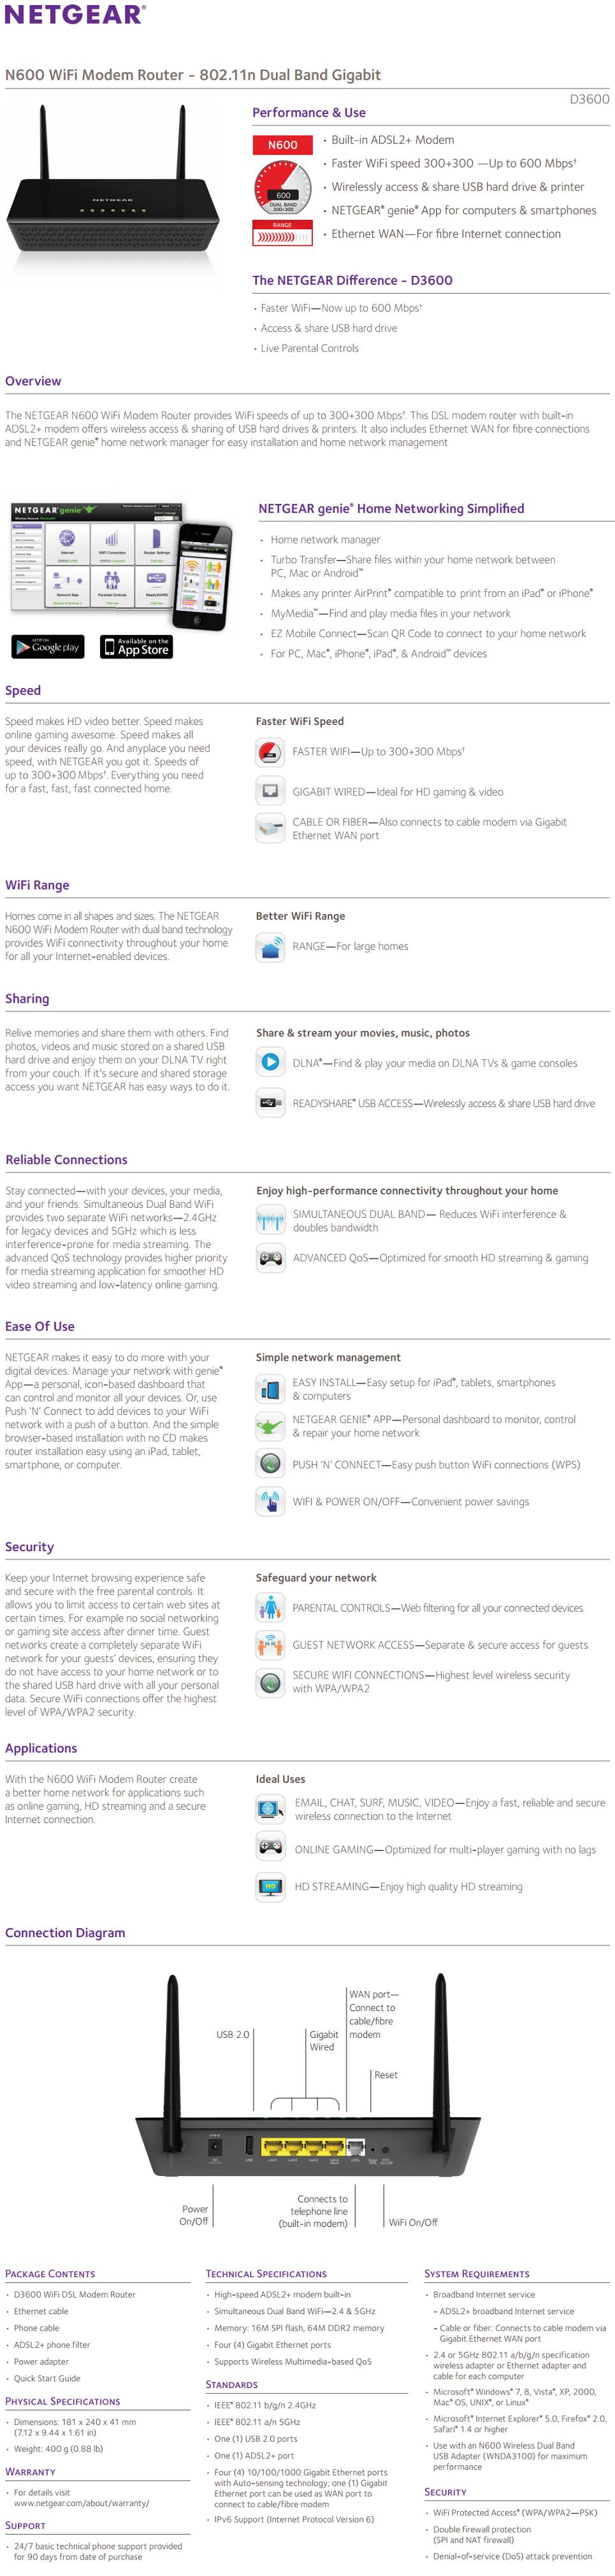 NETGEAR®
N600 WiFi Modem Router - 802.11n Dual Band Gigabit
D3600
Performance & Use
N600
600
DUAL BAND
300+300
RANGE
• Built-in ADSL2+ Modem
• Faster WiFi speed 300+300 —Up to 600 Mbps†
• Wirelessly access & share USB hard drive & printer
• NETGEAR® genie® App for computers & smartphones
• Ethernet WAN—For fibre Internet connection
NETGEAR
The NETGEAR Difference - D3600
• Faster WiFi—Now up to 600 Mbps†
• Access & share USB hard drive
• Live Parental Controls
Overview
The NETGEAR N600 WiFi Modem Router provides WiFi speeds of up to 300+300 Mbps†. This DSL modem router with built-in
ADSL2+ modem offers wireless access & sharing of USB hard drives & printers. It also includes Ethernet WAN for fibre connections
and NETGEAR genie® home network manager for easy installation and home network management
NETGEAR genie®
Internet
WiFi Connection
Router Settings
Network Map
Parental Controls
ReadySHARE
GET IT ON
Google play
Available on the
App Store
NETGEAR genie® Home Networking Simplified
• Home network manager
• Turbo Transfer—Share files within your home network between
PC, Mac or Android™
• Makes any printer AirPrint® compatible to print from an iPad® or iPhone®
• MyMedia™—Find and play media files in your network
• EZ Mobile Connect—Scan QR Code to connect to your home network
• For PC, Mac®, iPhone®, iPad®, & Android™ devices
Speed
Speed makes HD video better. Speed makes
online gaming awesome. Speed makes all
your devices really go. And anyplace you need
speed, with NETGEAR you got it. Speeds of
up to 300+300 Mbps†. Everything you need
for a fast, fast, fast connected home.
Faster WiFi Speed
FASTER WIFI—Up to 300+300 Mbps†
GIGABIT WIRED—Ideal for HD gaming & video
CABLE OR FIBER—Also connects to cable modem via Gigabit
Ethernet WAN port
WiFi Range
Homes come in all shapes and sizes. The NETGEAR
N600 WiFi Modem Router with dual band technology
provides WiFi connectivity throughout your home
for all your Internet-enabled devices.
Better WiFi Range
RANGE—For large homes
Sharing
Relive memories and share them with others. Find
photos, videos and music stored on a shared USB
hard drive and enjoy them on your DLNA TV right
from your couch. If it's secure and shared storage
access you want NETGEAR has easy ways to do it.
Share & stream your movies, music, photos
DLNA®—Find & play your media on DLNA TVs & game consoles
READYSHARE® USB ACCESS—Wirelessly access & share USB hard drive
Reliable Connections
Stay connected—with your devices, your media,
and your friends. Simultaneous Dual Band WiFi
provides two separate WiFi networks—2.4GHz
for legacy devices and 5GHz which is less
interference-prone for media streaming. The
advanced QoS technology provides higher priority
for media streaming application for smoother HD
video streaming and low-latency online gaming.
Enjoy high-performance connectivity throughout your home
SIMULTANEOUS DUAL BAND— Reduces WiFi interference &
doubles bandwidth
ADVANCED QoS—Optimized for smooth HD streaming & gaming
Ease Of Use
NETGEAR makes it easy to do more with your
digital devices. Manage your network with genie®
App—a personal, icon-based dashboard that
can control and monitor all your devices. Or, use
Push 'N' Connect to add devices to your WiFi
network with a push of a button. And the simple
browser-based installation with no CD makes
router installation easy using an iPad, tablet,
smartphone, or computer.
Simple network management
EASY INSTALL—Easy setup for iPad®, tablets, smartphones
& computers
NETGEAR GENIE® APP—Personal dashboard to monitor, control
& repair your home network
PUSH 'N' CONNECT—Easy push button WiFi connections (WPS)
WIFI & POWER ON/OFF—Convenient power savings
Security
Keep your Internet browsing experience safe
and secure with the free parental controls. It
allows you to limit access to certain web sites at
certain times. For example no social networking
or gaming site access after dinner time. Guest
networks create a completely separate WiFi
network for your guests' devices, ensuring they
do not have access to your home network or to
the shared USB hard drive with all your personal
data. Secure WiFi connections offer the highest
level of WPA/WPA2 security.
Safeguard your network
PARENTAL CONTROLS—Web filtering for all your connected devices
GUEST NETWORK ACCESS—Separate & secure access for guests
SECURE WIFI CONNECTIONS—Highest level wireless security
with WPA/WPA2
Applications
With the N600 WiFi Modem Router create
a better home network for applications such
as online gaming, HD streaming and a secure
Internet connection.
Ideal Uses
EMAIL, CHAT, SURF, MUSIC, VIDEO—Enjoy a fast, reliable and secure
wireless connection to the Internet
ONLINE GAMING—Optimized for multi-player gaming with no lags
HD
HD STREAMING—Enjoy high quality HD streaming
Connection Diagram
WAN port—
Connect to
cable/fibre
modem
USB 2.0
Gigabit
Wired
Reset
Power
On/Off
Connects to
telephone line
(built-in modem)
WiFi On/Off
PACKAGE CONTENTS
• D3600 WiFi DSL Modem Router
• Ethernet cable
• Phone cable
• ADSL2+ phone filter
• Power adapter
• Quick Start Guide
PHYSICAL SPECIFICATIONS
• Dimensions: 181 x 240 x 41 mm
(7.12 x 9.44 x 1.61 in)
• Weight: 400 g (0.88 lb)
WARRANTY
• For details visit
www.netgear.com/about/warranty/
SUPPORT
• 24/7 basic technical phone support provided
for 90 days from date of purchase
TECHNICAL SPECIFICATIONS
• High-speed ADSL2+ modem built-in
• Simultaneous Dual Band WiFi—2.4 & 5GHz
• Memory: 16M SPI flash, 64M DDR2 memory
• Four (4) Gigabit Ethernet ports
• Supports Wireless Multimedia-based QoS
STANDARDS
• IEEE® 802.11 b/g/n 2.4GHz
• IEEE® 802.11 a/n 5GHz
• One (1) USB 2.0 ports
• One (1) ADSL2+ port
• Four (4) 10/100/1000 Gigabit Ethernet ports
with Auto-sensing technology; one (1) Gigabit
Ethernet port can be used as WAN port to
connect to cable/fibre modem
• IPv6 Support (Internet Protocol Version 6)
SYSTEM REQUIREMENTS
• Broadband Internet service
- ADSL2+ broadband Internet service
- Cable or fiber: Connects to cable modem via
Gigabit Ethernet WAN port
• 2.4 or 5GHz 802.11 a/b/g/n specification
wireless adapter or Ethernet adapter and
cable for each computer
• Microsoft® Windows® 7, 8, Vista®, XP, 2000,
Mac® OS, UNIX®, or Linux®
• Microsoft® Internet Explorer® 5.0, Firefox® 2.0,
Safari® 1.4 or higher
• Use with an N600 Wireless Dual Band
USB Adapter (WNDA3100) for maximum
performance
SECURITY
• WiFi Protected Access® (WPA/WPA2—PSK)
• Double firewall protection
(SPI and NAT firewall)
• Denial-of-service (DoS) attack prevention